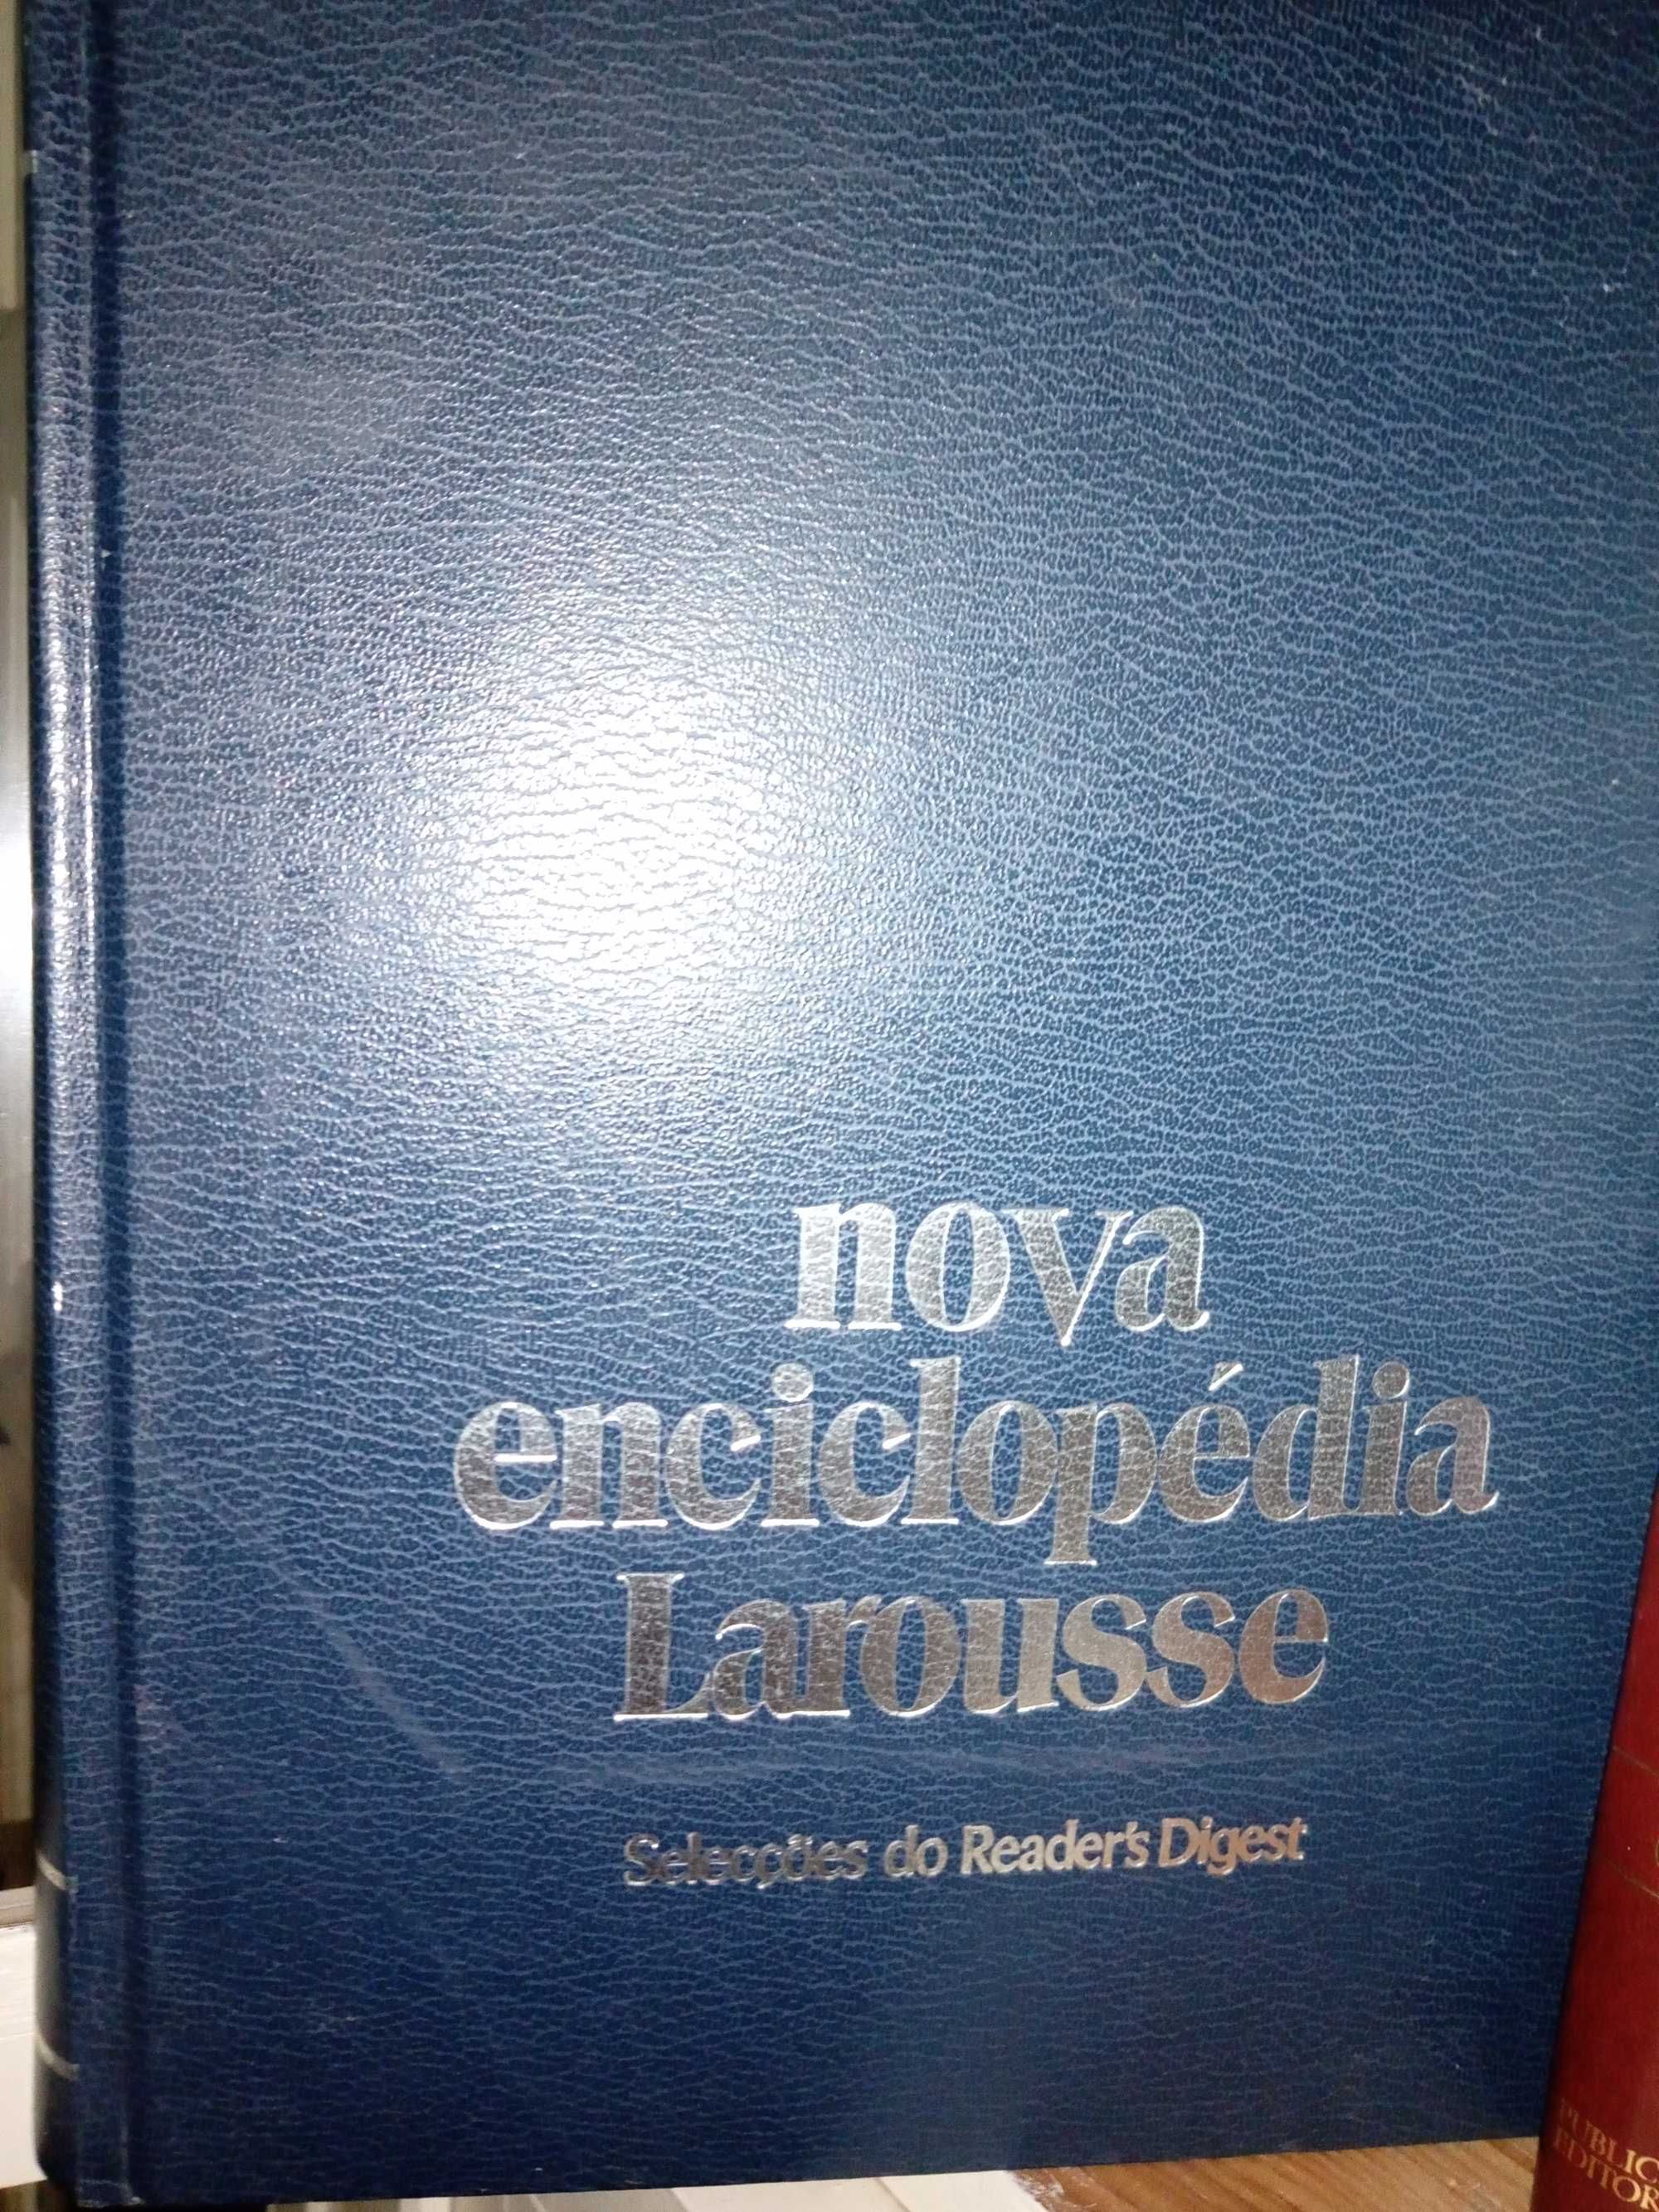 nova
enciclopédia
Larousse
Selecções do Reader's Digest